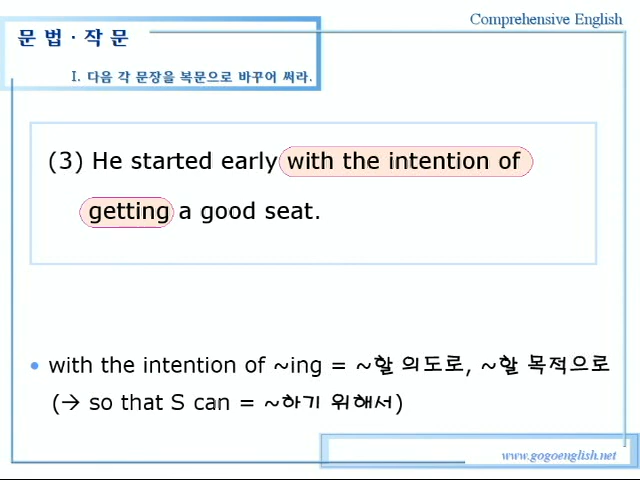 Comprehensive English
문 법 · 작 문
I. 다음 각 문장을 복문으로 바꾸어 써라.
(3) He started early with the intention of
getting a good seat.
• with the intention of ~ing = ~할 의도로, ~할 목적으로
(→ so that S can = ~하기 위해서)
www.gogoenglish.net